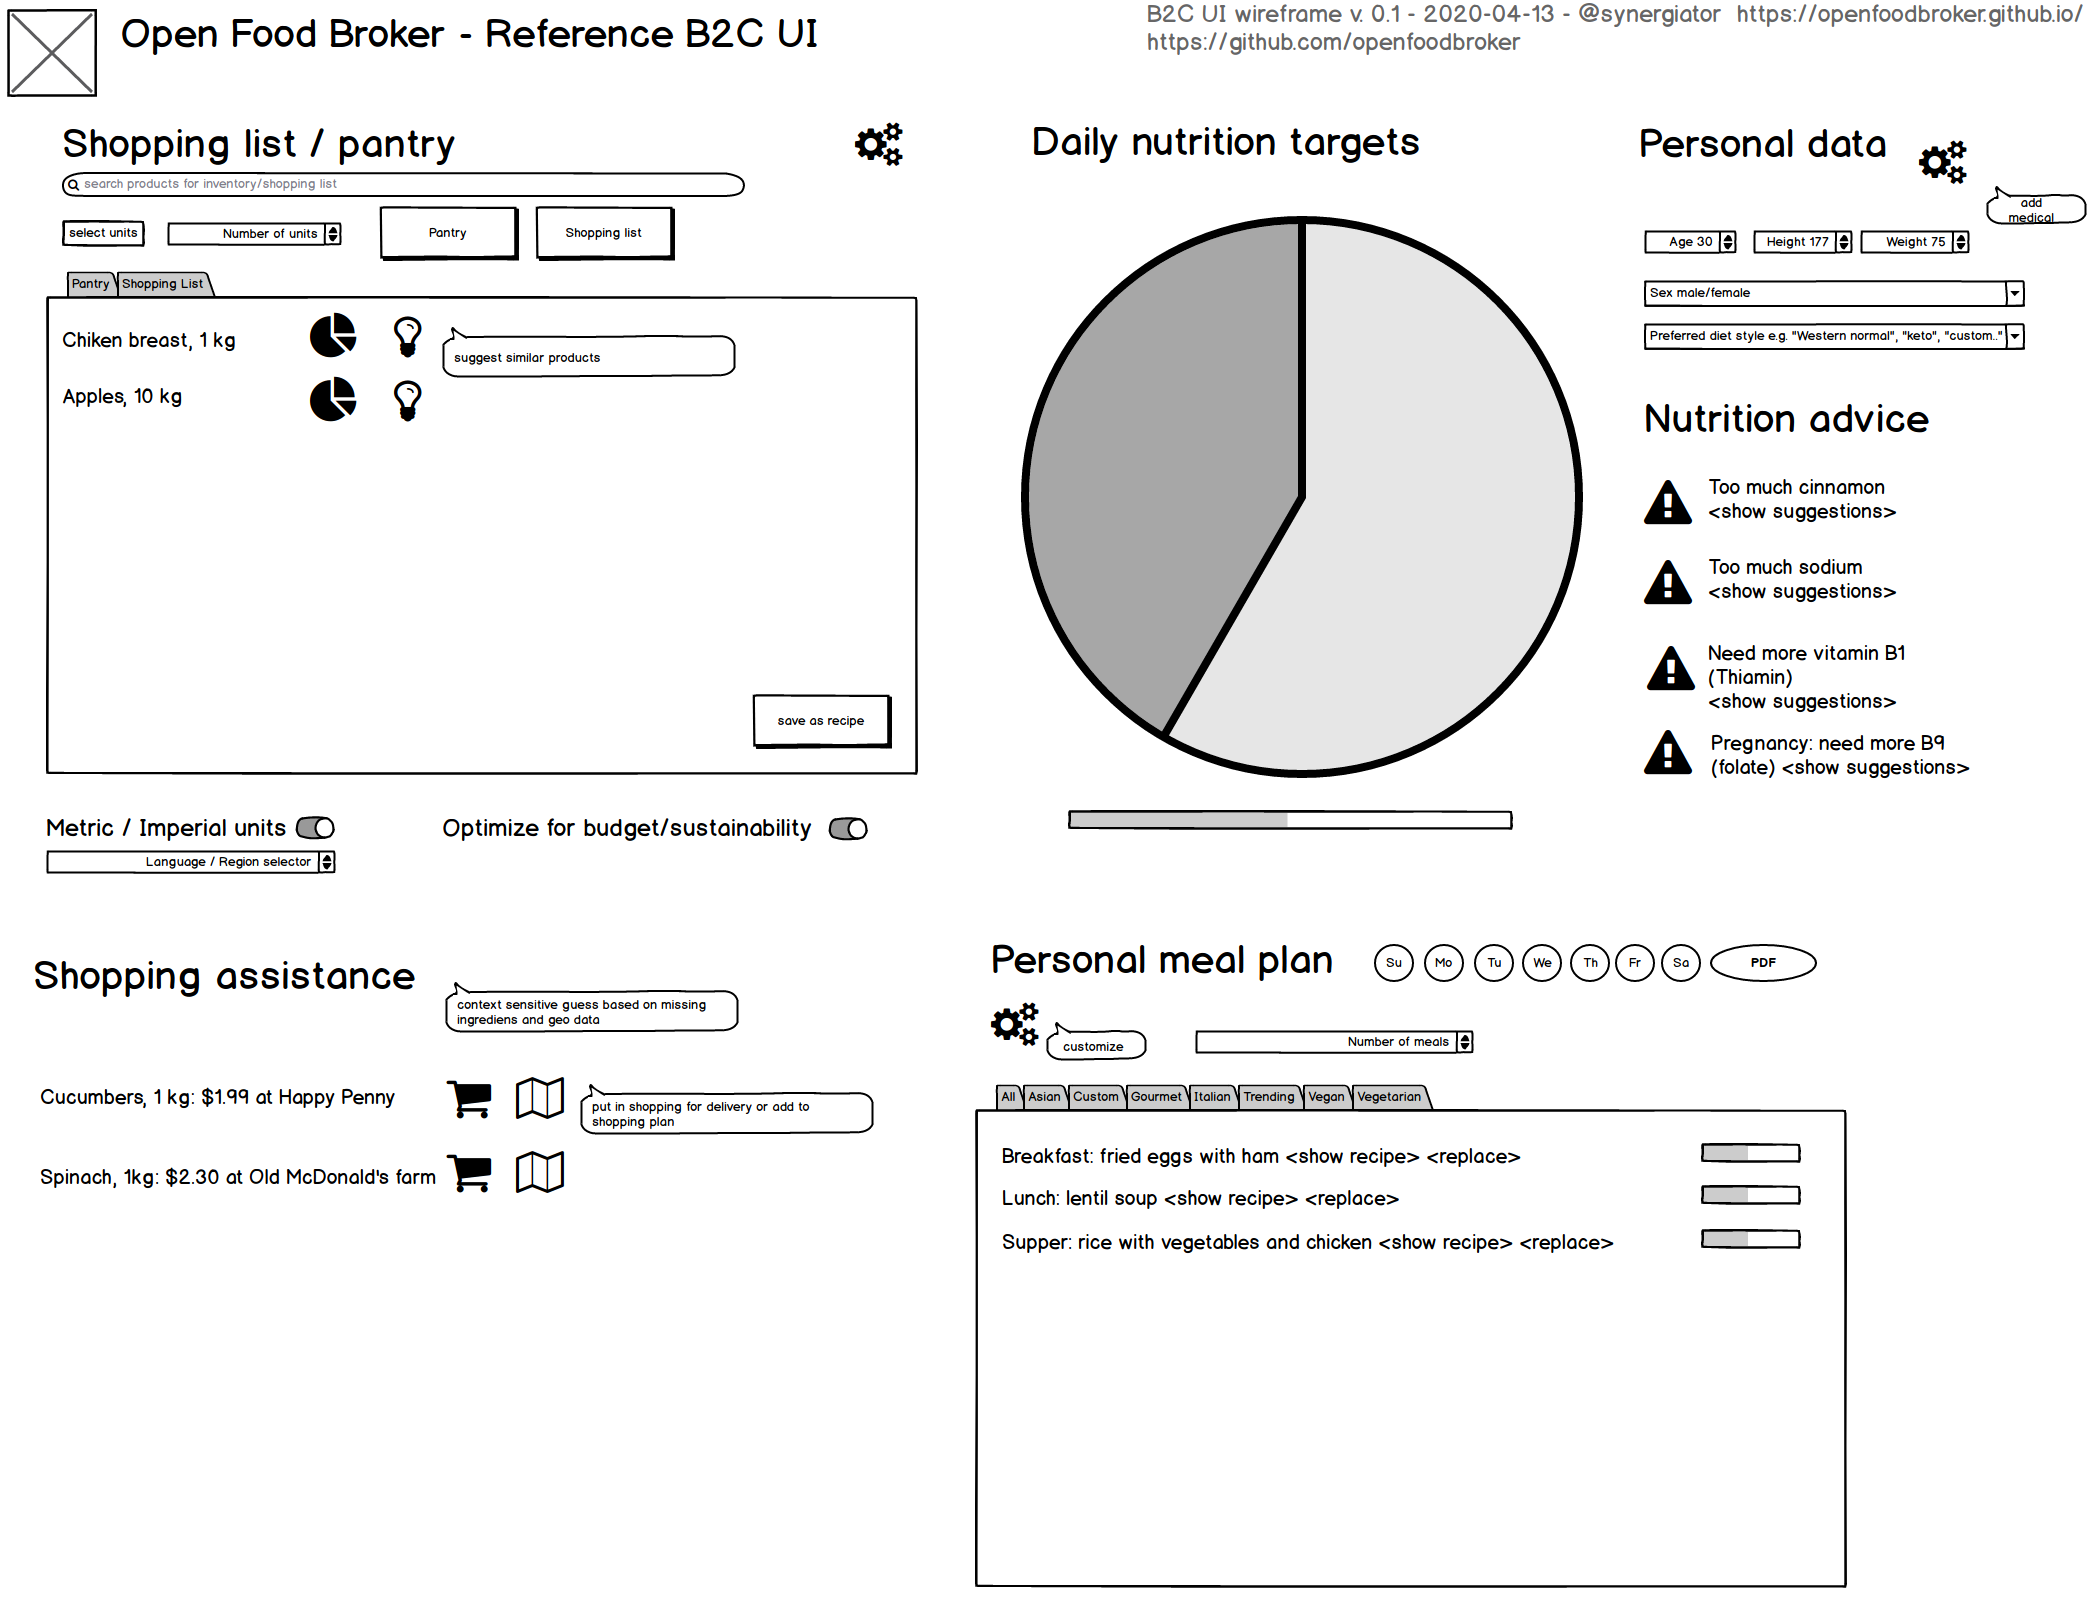 Open Food Broker - Reference B2C UI
B2C UI wireframe v. 0.1 - 2020-04-13 - @synergiator https://openfoodbroker.github.io/
https://github.com/openfoodbroker
Shopping list / pantry
search products for inventory/shopping list
select units
Number of units
Pantry
Shopping list
Pantry
Shopping List
Chiken breast, 1 kg
suggest similar products
Apples, 10 kg
save as recipe
Metric / Imperial units
Optimize for budget/sustainability
Language / Region selector
Daily nutrition targets
Personal data
add
medical
Age 30
Height 177
Weight 75
Sex male/female
Preferred diet style e.g. "Western normal", "keto", "custom.."
Nutrition advice
Too much cinnamon
<show suggestions>
Too much sodium
<show suggestions>
Need more vitamin B1
(Thiamin)
<show suggestions>
Pregnancy: need more B9
(folate) <show suggestions>
Shopping assistance
context sensitive guess based on missing
ingrediens and geo data
Cucumbers, 1 kg: $1.99 at Happy Penny
put in shopping for delivery or add to
shopping plan
Spinach, 1kg: $2.30 at Old McDonald's farm
Personal meal plan
Su
Mo
Tu
We
Th
Fr
Sa
PDF
customize
Number of meals
All
Asian
Custom
Gourmet
Italian
Trending
Vegan
Vegetarian
Breakfast: fried eggs with ham <show recipe> <replace>
Lunch: lentil soup <show recipe> <replace>
Supper: rice with vegetables and chicken <show recipe> <replace>